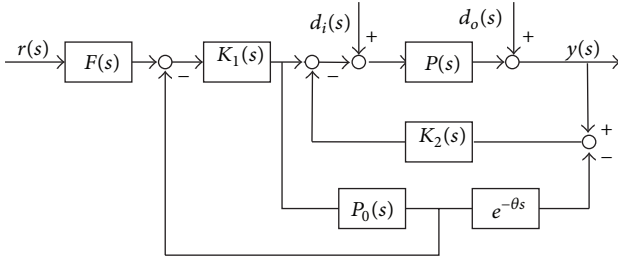 d_i(s)
d_o(s)
+
+
r(s)
F(s)
−
K_1(s)
−
P(s)
y(s)
K_2(s)
+
−
P_0(s)
e^{-θs}